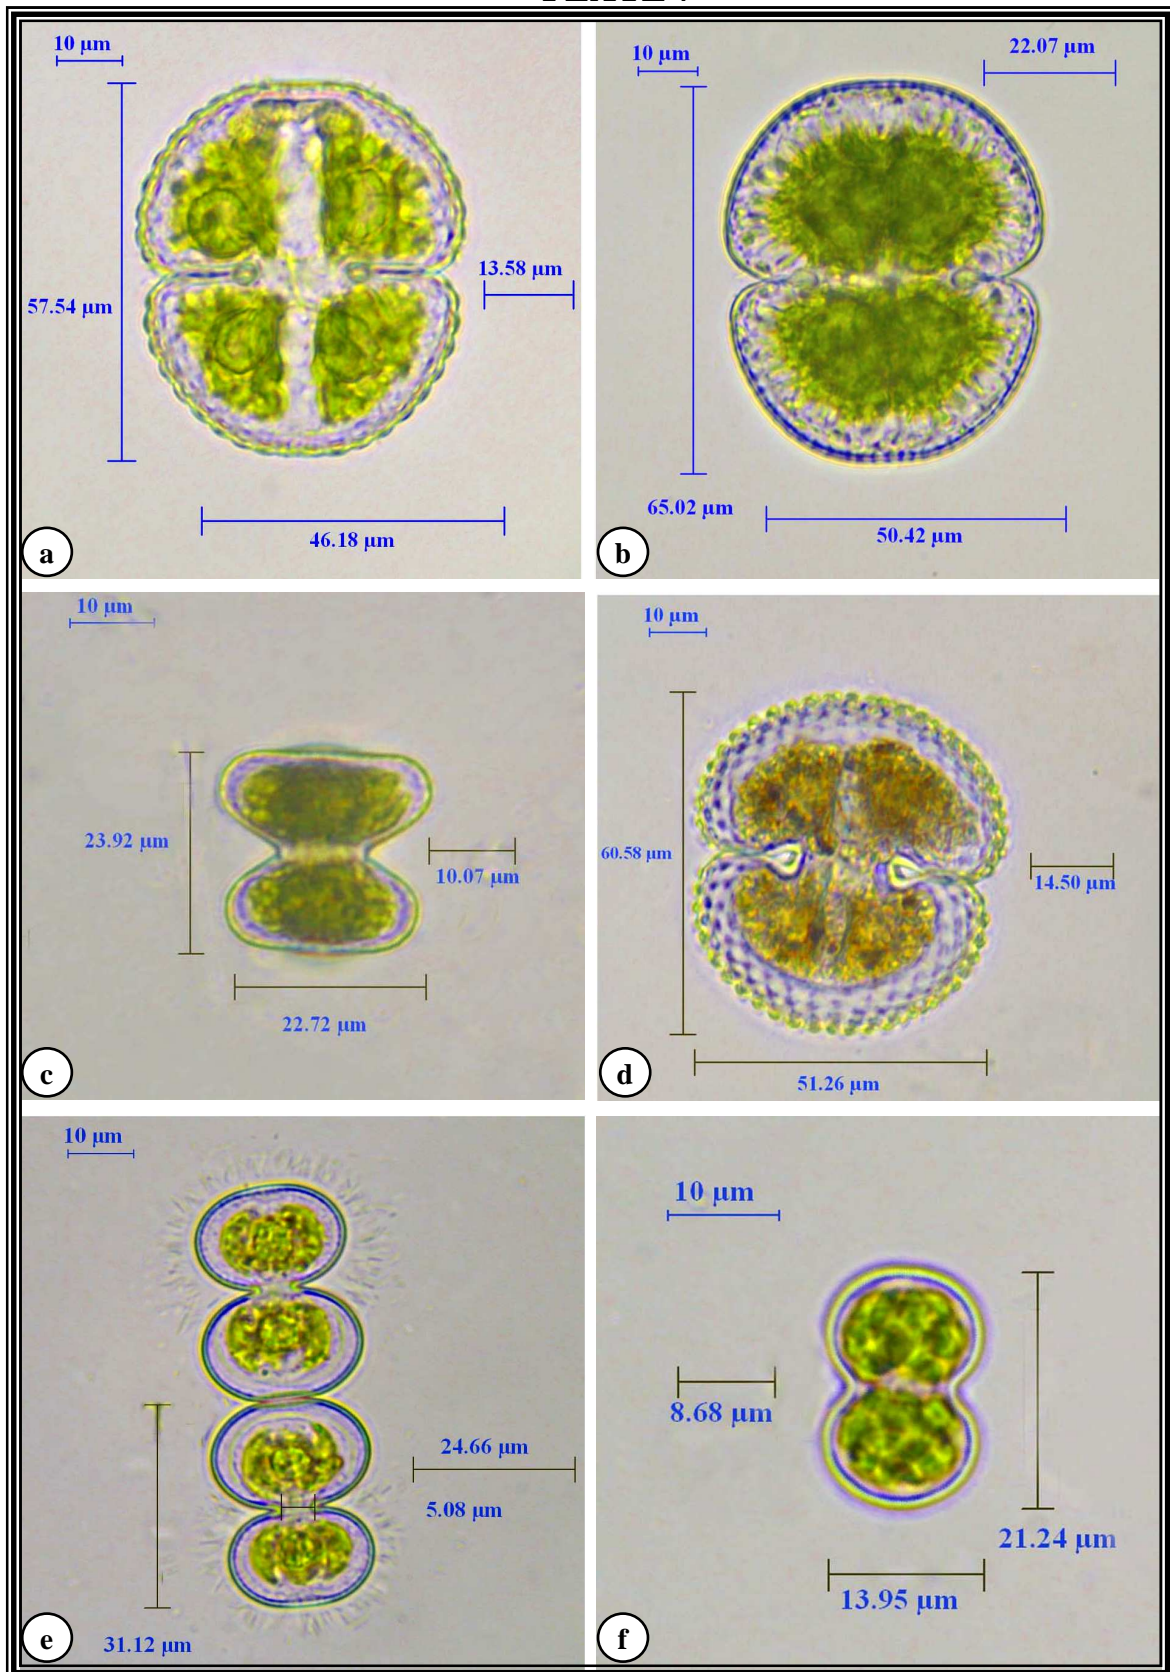 10 µm
57.54 µm
13.58 µm
46.18 µm
a
10 µm
22.07 µm
65.02 µm
50.42 µm
b
10 µm
23.92 µm
10.07 µm
22.72 µm
c
10 µm
60.58 µm
14.50 µm
51.26 µm
d
10 µm
24.66 µm
5.08 µm
31.12 µm
e
10 µm
8.68 µm
21.24 µm
13.95 µm
f